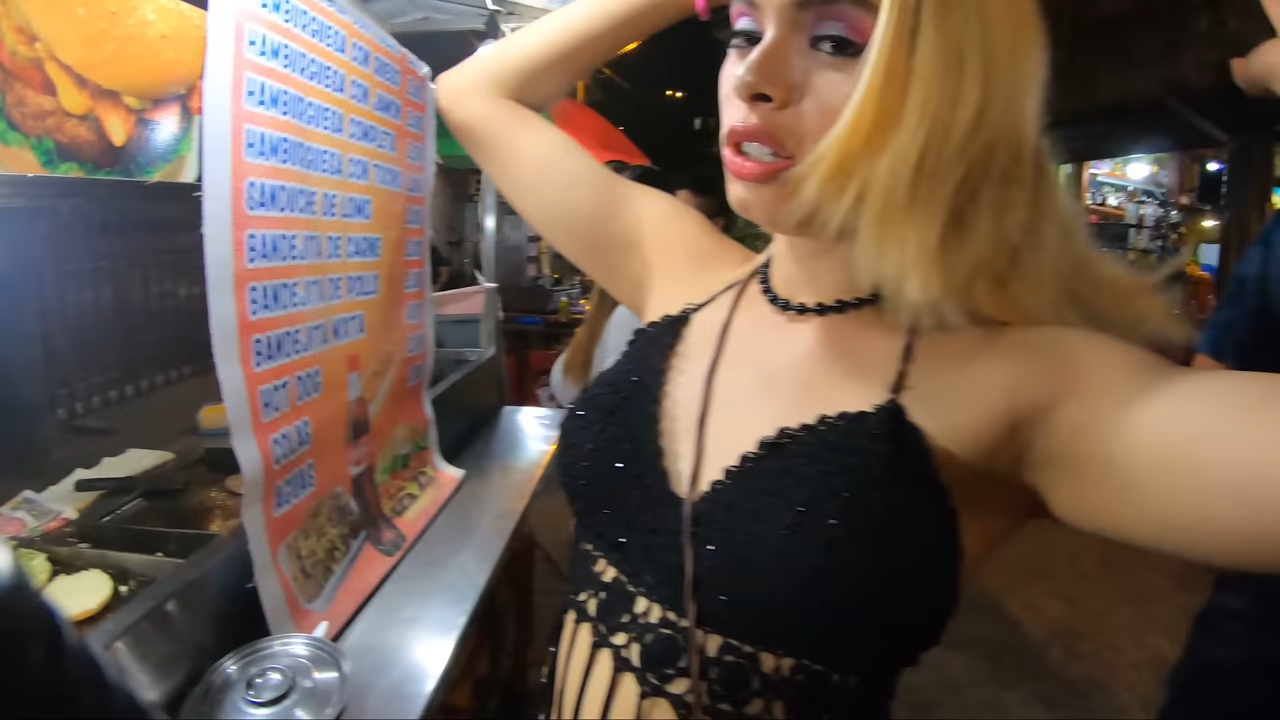 HAMBURGUESA CON QUESO
HAMBURGUESA CON JAMON
HAMBURGUESA COMPLETA
HAMBURGUESA CON TOCINO
SANDUCHE DE LOMO
BANDEJITA DE CARNE
BANDEJITA DE POLLO
BANDEJITA MIXTA
HOT DOG
COLAS
AGUAS